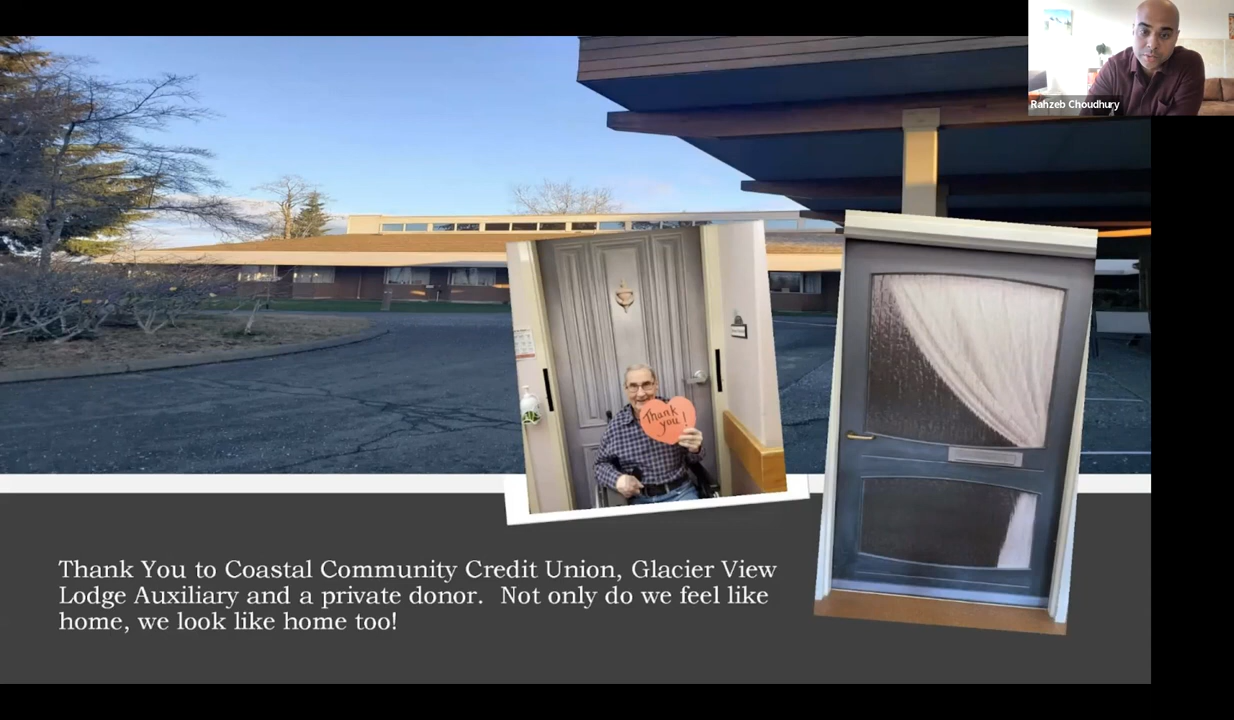 Rahzeb Choudhury
Thank
you!
Thank You to Coastal Community Credit Union, Glacier View
Lodge Auxiliary and a private donor.  Not only do we feel like
home, we look like home too!